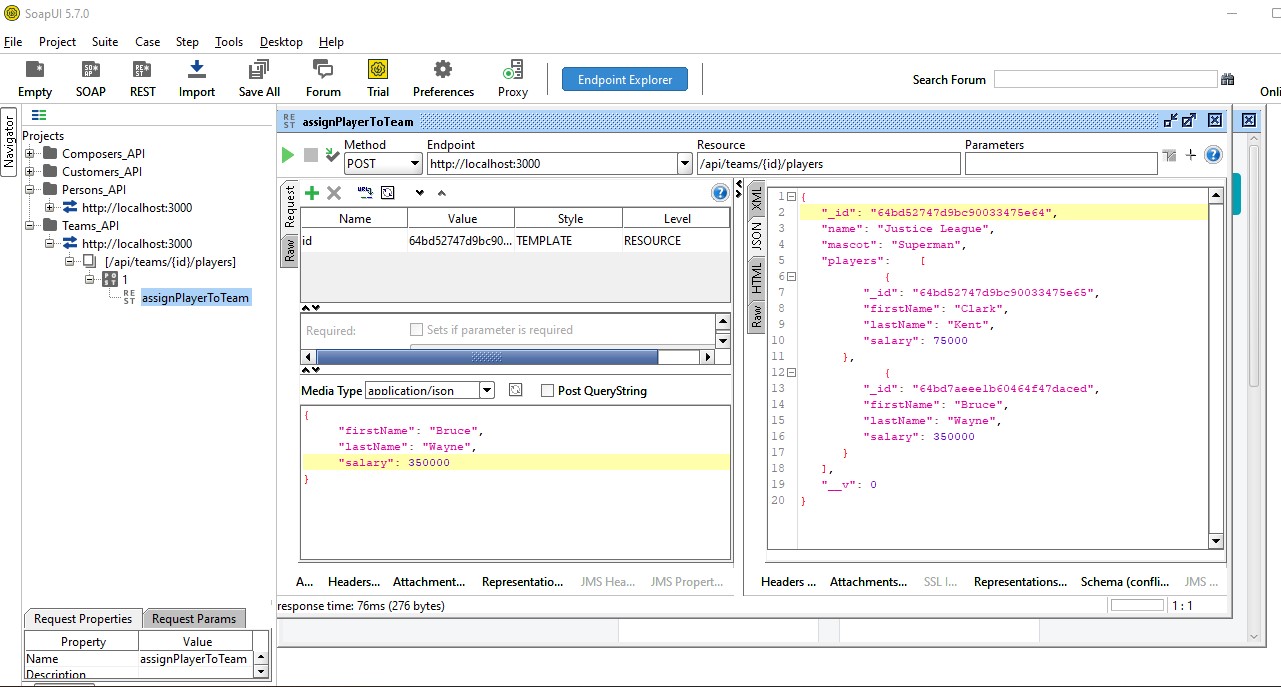 SoapUI 5.7.0
File Project Suite Case Step Tools Desktop Help
Empty SOAP REST Import Save All Forum Trial Preferences Proxy Endpoint Explorer Search Forum Onli
Navigator
Projects
Composers_API
Customers_API
Persons_API
http://localhost:3000
Teams_API
http://localhost:3000
[/api/teams/{id}/players]
POST 1
REST assignPlayerToTeam
Request Properties Request Params
Property Value
Name assignPlayerToTeam
Description
REST assignPlayerToTeam
Method Endpoint Resource Parameters
POST http://localhost:3000 /api/teams/{id}/players
Request
Raw
Name Value Style Level
id 64bd52747d9bc90... TEMPLATE RESOURCE
Required: Sets if parameter is required
Media Type application/json Post QueryString
{
"firstName": "Bruce",
"lastName": "Wayne",
"salary": 350000
}
A... Headers... Attachment... Representatio... JMS Hea... JMS Propert...
XML
JSON
HTML
Raw
1 {
2 "_id": "64bd52747d9bc90033475e64",
3 "name": "Justice League",
4 "mascot": "Superman",
5 "players": [
6 {
7 "_id": "64bd52747d9bc90033475e65",
8 "firstName": "Clark",
9 "lastName": "Kent",
10 "salary": 75000
11 },
12 {
13 "_id": "64bd7aeee1b60464f47daced",
14 "firstName": "Bruce",
15 "lastName": "Wayne",
16 "salary": 350000
17 }
18 ],
19 "__v": 0
20 }
Headers ... Attachments... SSL I... Representations... Schema (confli... JMS ...
response time: 76ms (276 bytes) 1 : 1